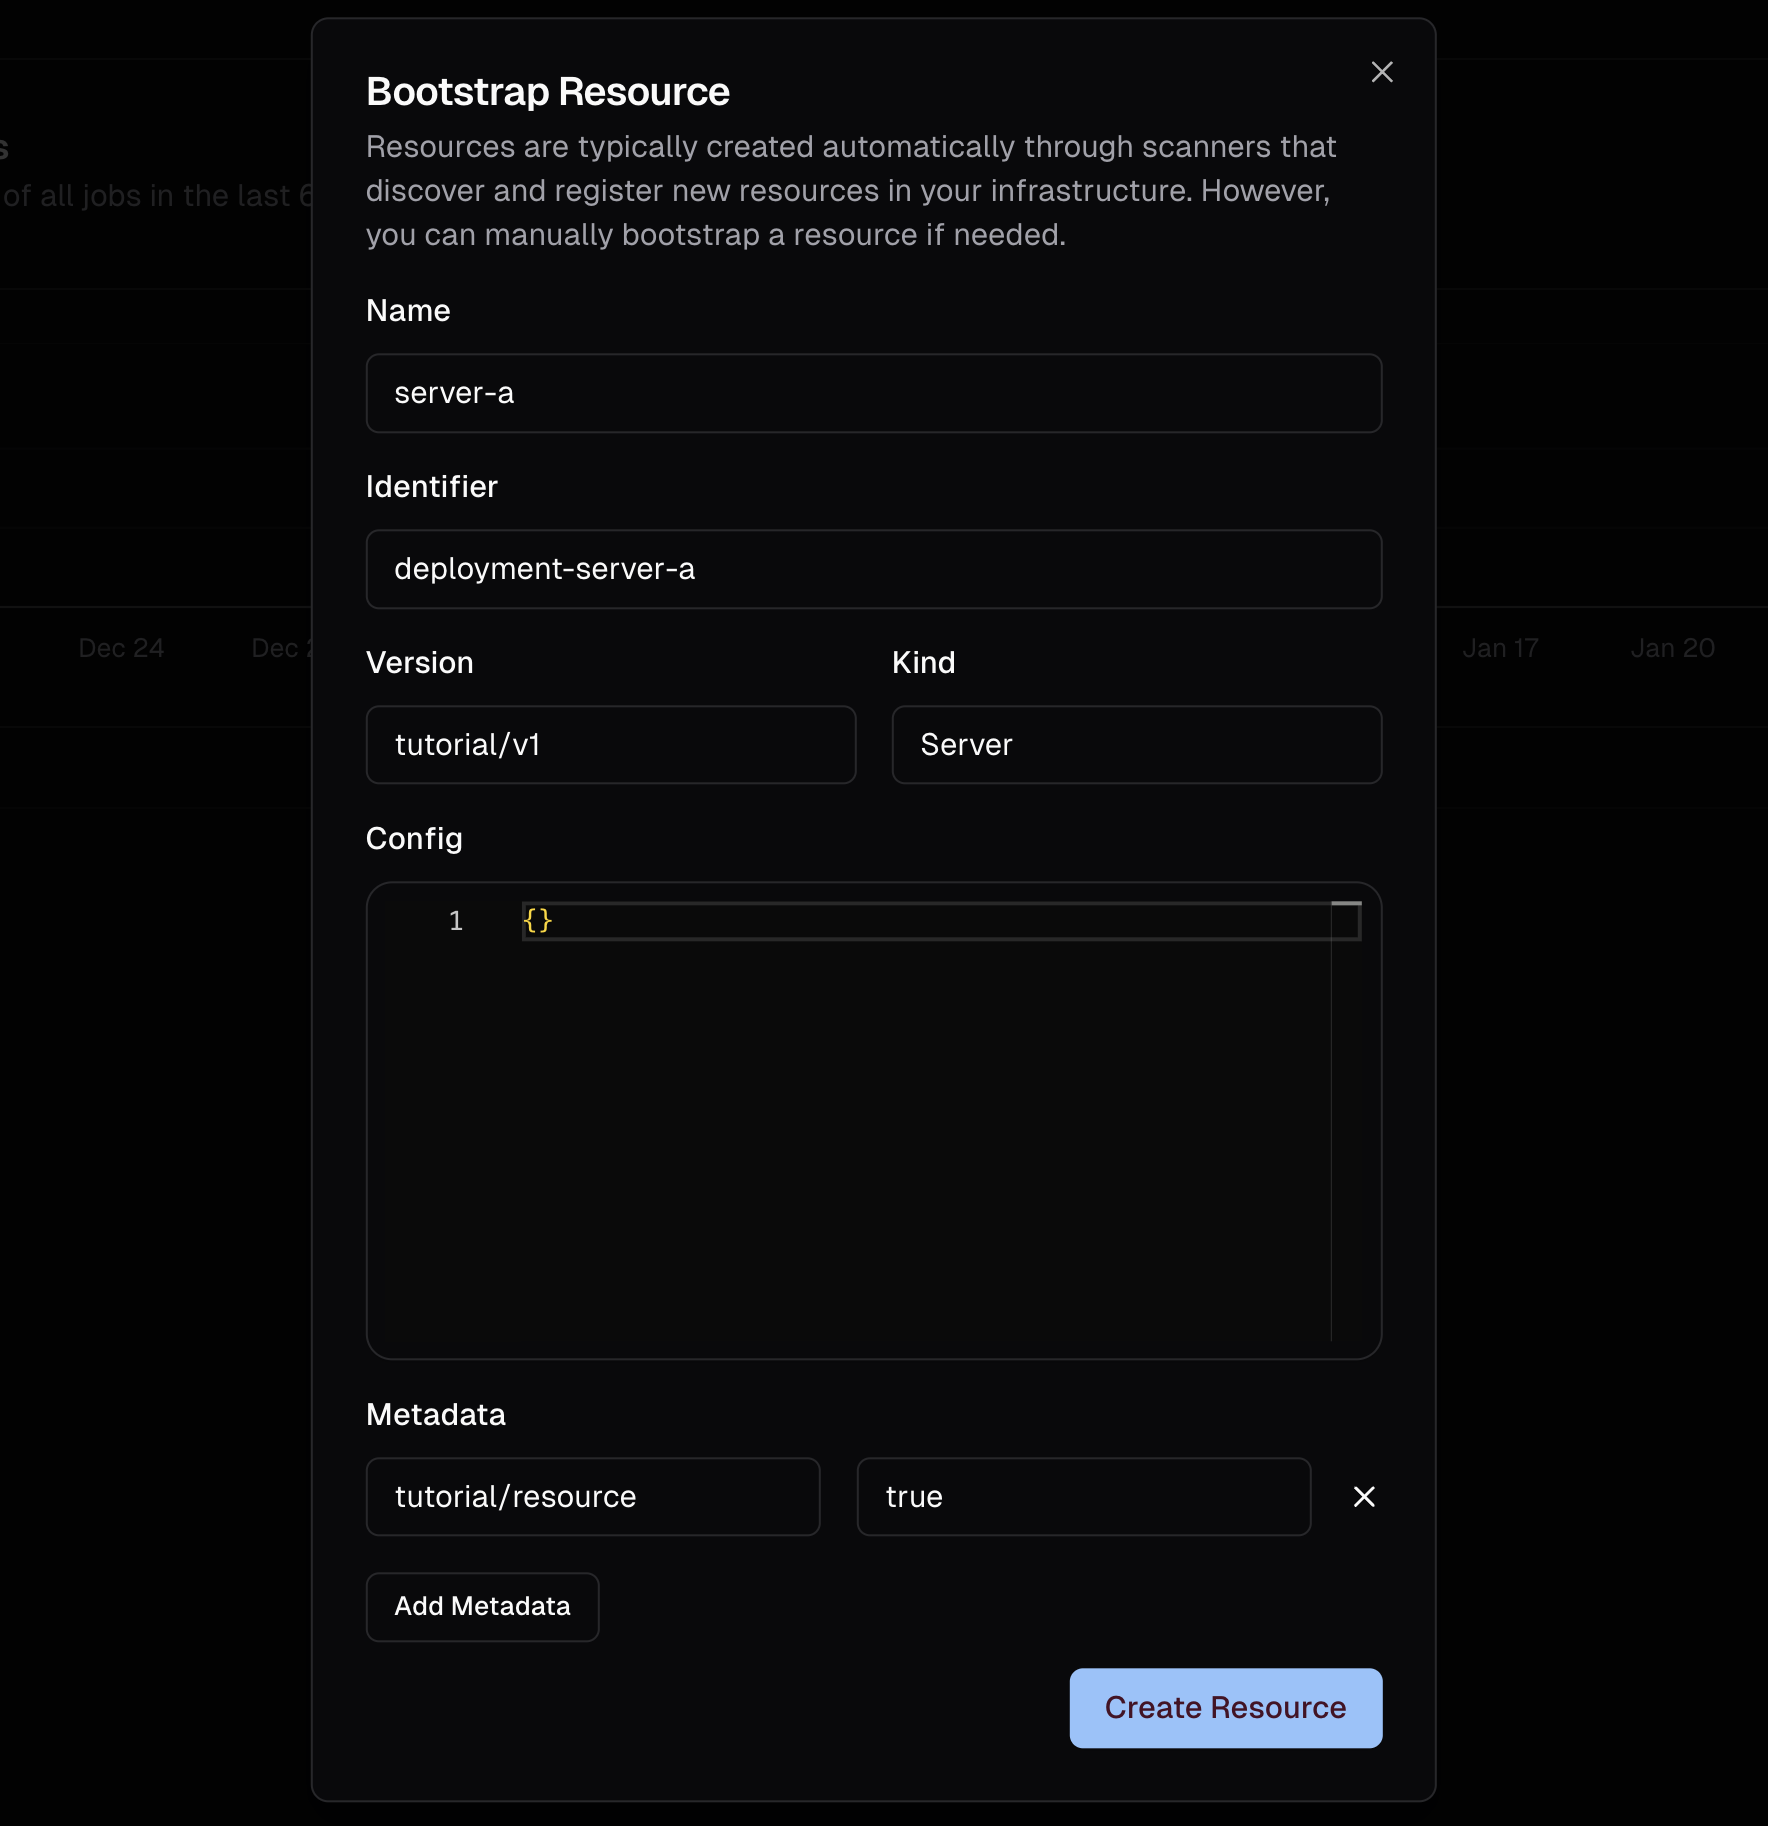 Bootstrap Resource
Resources are typically created automatically through scanners that
discover and register new resources in your infrastructure. However,
you can manually bootstrap a resource if needed.
of all jobs in the last 6
Name
server-a
Identifier
deployment-server-a
Dec 24
Dec
Jan 17
Jan 20
Version
Kind
tutorial/v1
Server
Config
1
{}
Metadata
tutorial/resource
true
Add Metadata
Create Resource